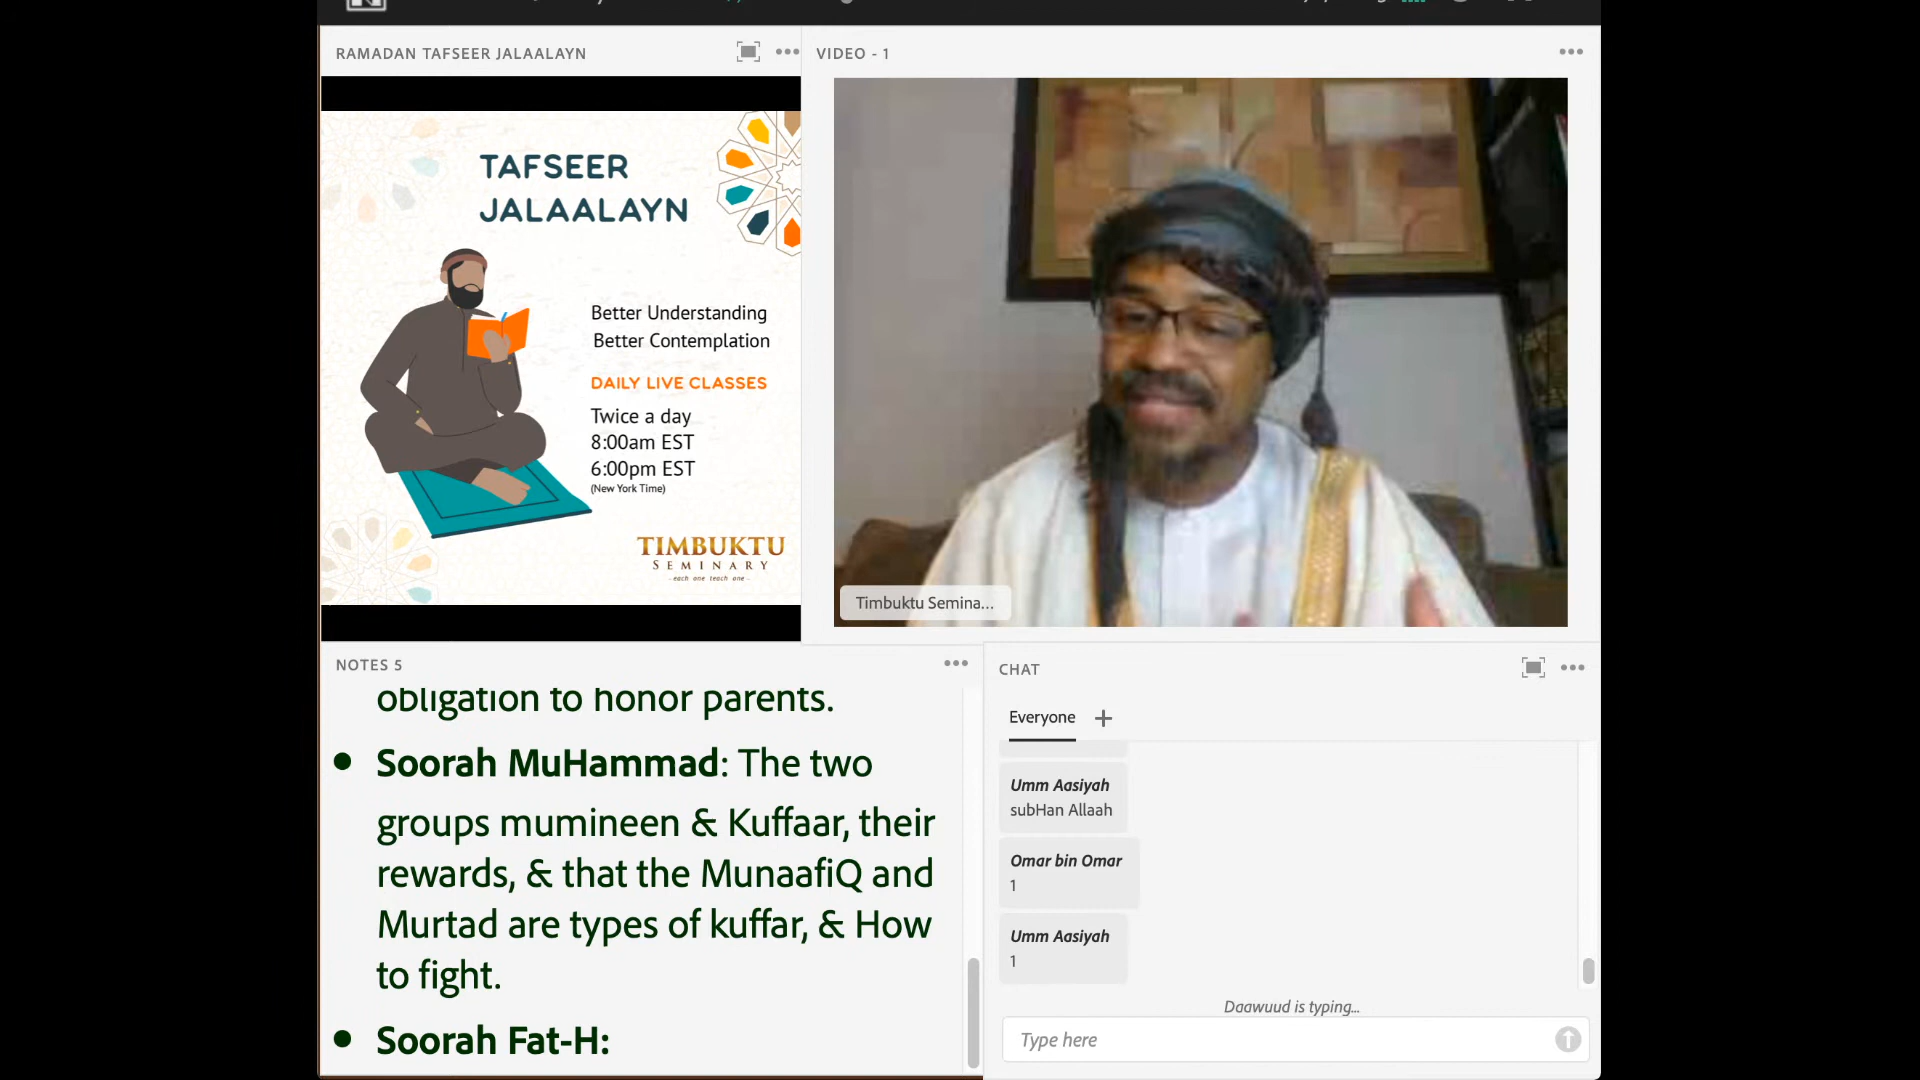 RAMADAN TAFSEER JALAALAYN
TAFSEER
JALAALAYN
Better Understanding
Better Contemplation
DAILY LIVE CLASSES
Twice a day
8:00am EST
6:00pm EST
(New York Time)
TIMBUKTU
SEMINARY
- each one teach one -
VIDEO - 1
Timbuktu Semina...
NOTES 5
obligation to honor parents.
• Soorah MuHammad: The two
groups mumineen & Kuffaar, their
rewards, & that the MunaafiQ and
Murtad are types of kuffar, & How
to fight.
• Soorah Fat-H:
CHAT
Everyone +
Umm Aasiyah
subHan Allaah
Omar bin Omar
1
Umm Aasiyah
1
Daawuud is typing...
Type here